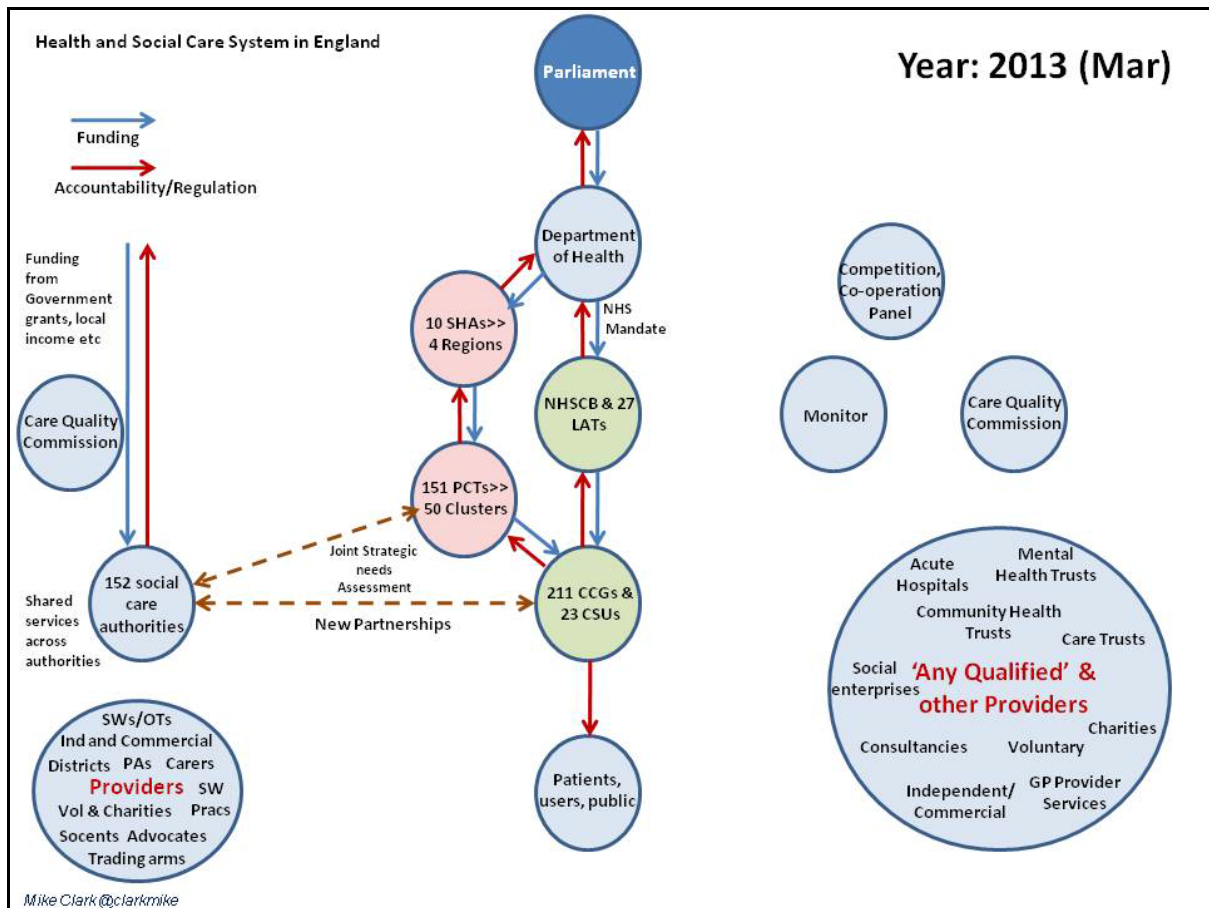 Health and Social Care System in England
Year: 2013 (Mar)
Parliament
Funding
Accountability/Regulation
Funding
from
Government
grants, local
income etc
Department
of Health
Competition,
Co-operation
Panel
10 SHAs>>
4 Regions
NHS
Mandate
Care Quality
Commission
NHSCB & 27
LATs
Monitor
Care Quality
Commission
151 PCTs>>
50 Clusters
Joint Strategic
needs
Assessment
152 social
care
authorities
Shared
services
across
authorities
New Partnerships
211 CCGs &
23 CSUs
Acute
Hospitals
Mental
Health Trusts
Community Health
Trusts
Care Trusts
Social
enterprises
'Any Qualified' &
other Providers
Charities
Consultancies
Voluntary
Independent/
Commercial
GP Provider
Services
SWs/OTs
Ind and Commercial
Districts PAs Carers
Providers SW
Vol & Charities Pracs
Socents Advocates
Trading arms
Patients,
users, public
Mike Clark @clarkmike